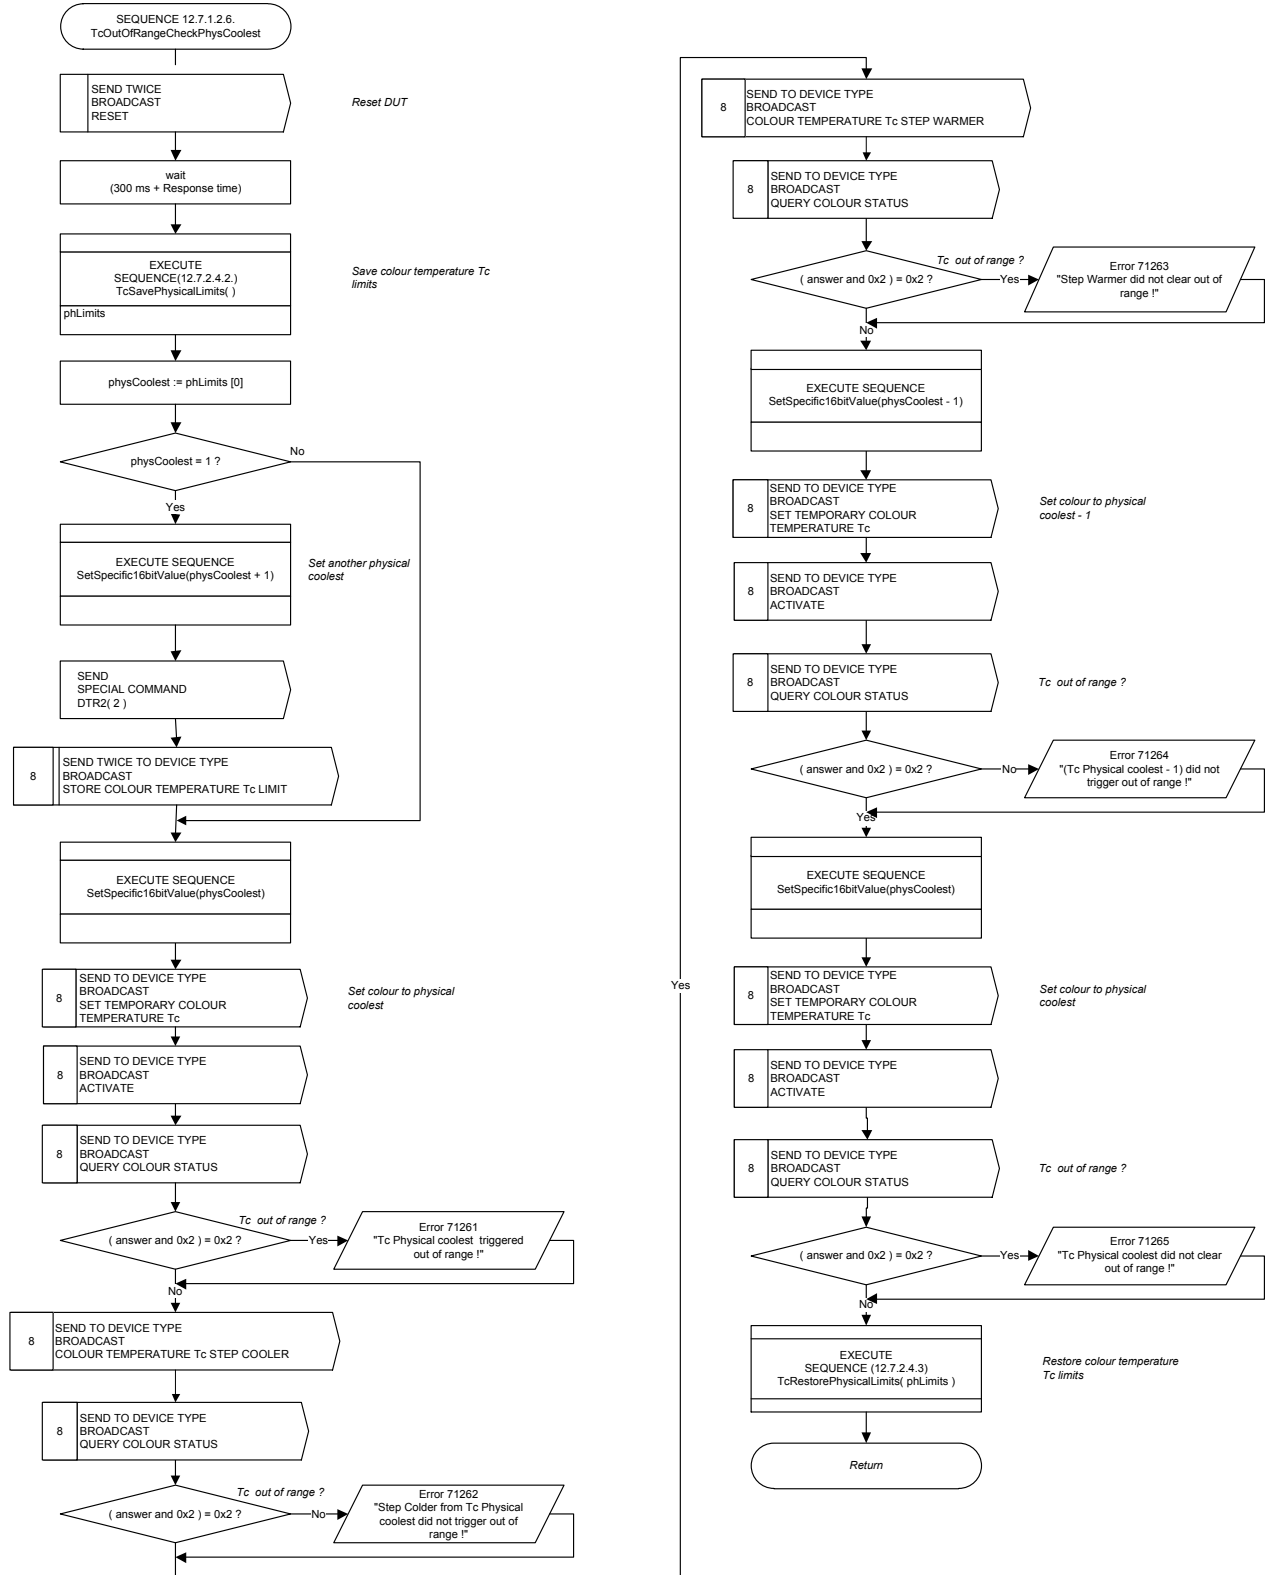 SEQUENCE 12.7.1.2.6.
TcOutOfRangeCheckPhysCoolest
SEND TWICE
BROADCAST
RESET
Reset DUT
wait
(300 ms + Response time)
EXECUTE
SEQUENCE(12.7.2.4.2.)
TcSavePhysicalLimits( )
phLimits
Save colour temperature Tc
limits
physCoolest := phLimits [0]
physCoolest = 1 ?
No
Yes
EXECUTE SEQUENCE
SetSpecific16bitValue(physCoolest + 1)
Set another physical
coolest
SEND
SPECIAL COMMAND
DTR2( 2 )
8
SEND TWICE TO DEVICE TYPE
BROADCAST
STORE COLOUR TEMPERATURE Tc LIMIT
EXECUTE SEQUENCE
SetSpecific16bitValue(physCoolest)
8
SEND TO DEVICE TYPE
BROADCAST
SET TEMPORARY COLOUR
TEMPERATURE Tc
Set colour to physical
coolest
8
SEND TO DEVICE TYPE
BROADCAST
ACTIVATE
8
SEND TO DEVICE TYPE
BROADCAST
QUERY COLOUR STATUS
Tc out of range ?
( answer and 0x2 ) = 0x2 ?
Yes
Error 71261
"Tc Physical coolest triggered
out of range !"
No
8
SEND TO DEVICE TYPE
BROADCAST
COLOUR TEMPERATURE Tc STEP COOLER
8
SEND TO DEVICE TYPE
BROADCAST
QUERY COLOUR STATUS
Tc out of range ?
( answer and 0x2 ) = 0x2 ?
No
Error 71262
"Step Colder from Tc Physical
coolest did not trigger out of
range !"
Yes
8
SEND TO DEVICE TYPE
BROADCAST
COLOUR TEMPERATURE Tc STEP WARMER
8
SEND TO DEVICE TYPE
BROADCAST
QUERY COLOUR STATUS
Tc out of range ?
( answer and 0x2 ) = 0x2 ?
Yes
Error 71263
"Step Warmer did not clear out of
range !"
No
EXECUTE SEQUENCE
SetSpecific16bitValue(physCoolest - 1)
8
SEND TO DEVICE TYPE
BROADCAST
SET TEMPORARY COLOUR
TEMPERATURE Tc
Set colour to physical
coolest - 1
8
SEND TO DEVICE TYPE
BROADCAST
ACTIVATE
8
SEND TO DEVICE TYPE
BROADCAST
QUERY COLOUR STATUS
Tc out of range ?
( answer and 0x2 ) = 0x2 ?
No
Error 71264
"(Tc Physical coolest - 1) did not
trigger out of range !"
Yes
EXECUTE SEQUENCE
SetSpecific16bitValue(physCoolest)
8
SEND TO DEVICE TYPE
BROADCAST
SET TEMPORARY COLOUR
TEMPERATURE Tc
Set colour to physical
coolest
8
SEND TO DEVICE TYPE
BROADCAST
ACTIVATE
8
SEND TO DEVICE TYPE
BROADCAST
QUERY COLOUR STATUS
Tc out of range ?
( answer and 0x2 ) = 0x2 ?
Yes
Error 71265
"Tc Physical coolest did not clear
out of range !"
No
EXECUTE
SEQUENCE (12.7.2.4.3)
TcRestorePhysicalLimits( phLimits )
Restore colour temperature
Tc limits
Return